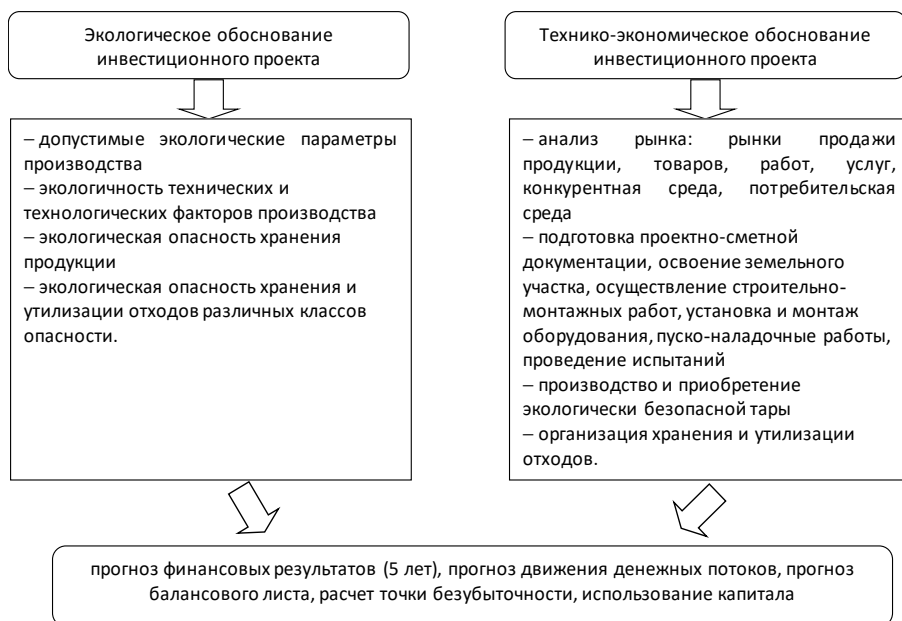 Экологическое обоснование
инвестиционного проекта
– допустимые экологические параметры
производства
– экологичность технических и
технологических факторов производства
– экологическая опасность хранения
продукции
– экологическая опасность хранения и
утилизации отходов различных классов
опасности.
Технико-экономическое обоснование
инвестиционного проекта
– анализ рынка: рынки продажи
продукции, товаров, работ, услуг,
конкурентная среда, потребительская
среда
– подготовка проектно-сметной
документации, освоение земельного
участка, осуществление строительно-
монтажных работ, установка и монтаж
оборудования, пуско-наладочные работы,
проведение испытаний
– производство и приобретение
экологически безопасной тары
– организация хранения и утилизации
отходов.
прогноз финансовых результатов (5 лет), прогноз движения денежных потоков, прогноз
балансового листа, расчет точки безубыточности, использование капитала